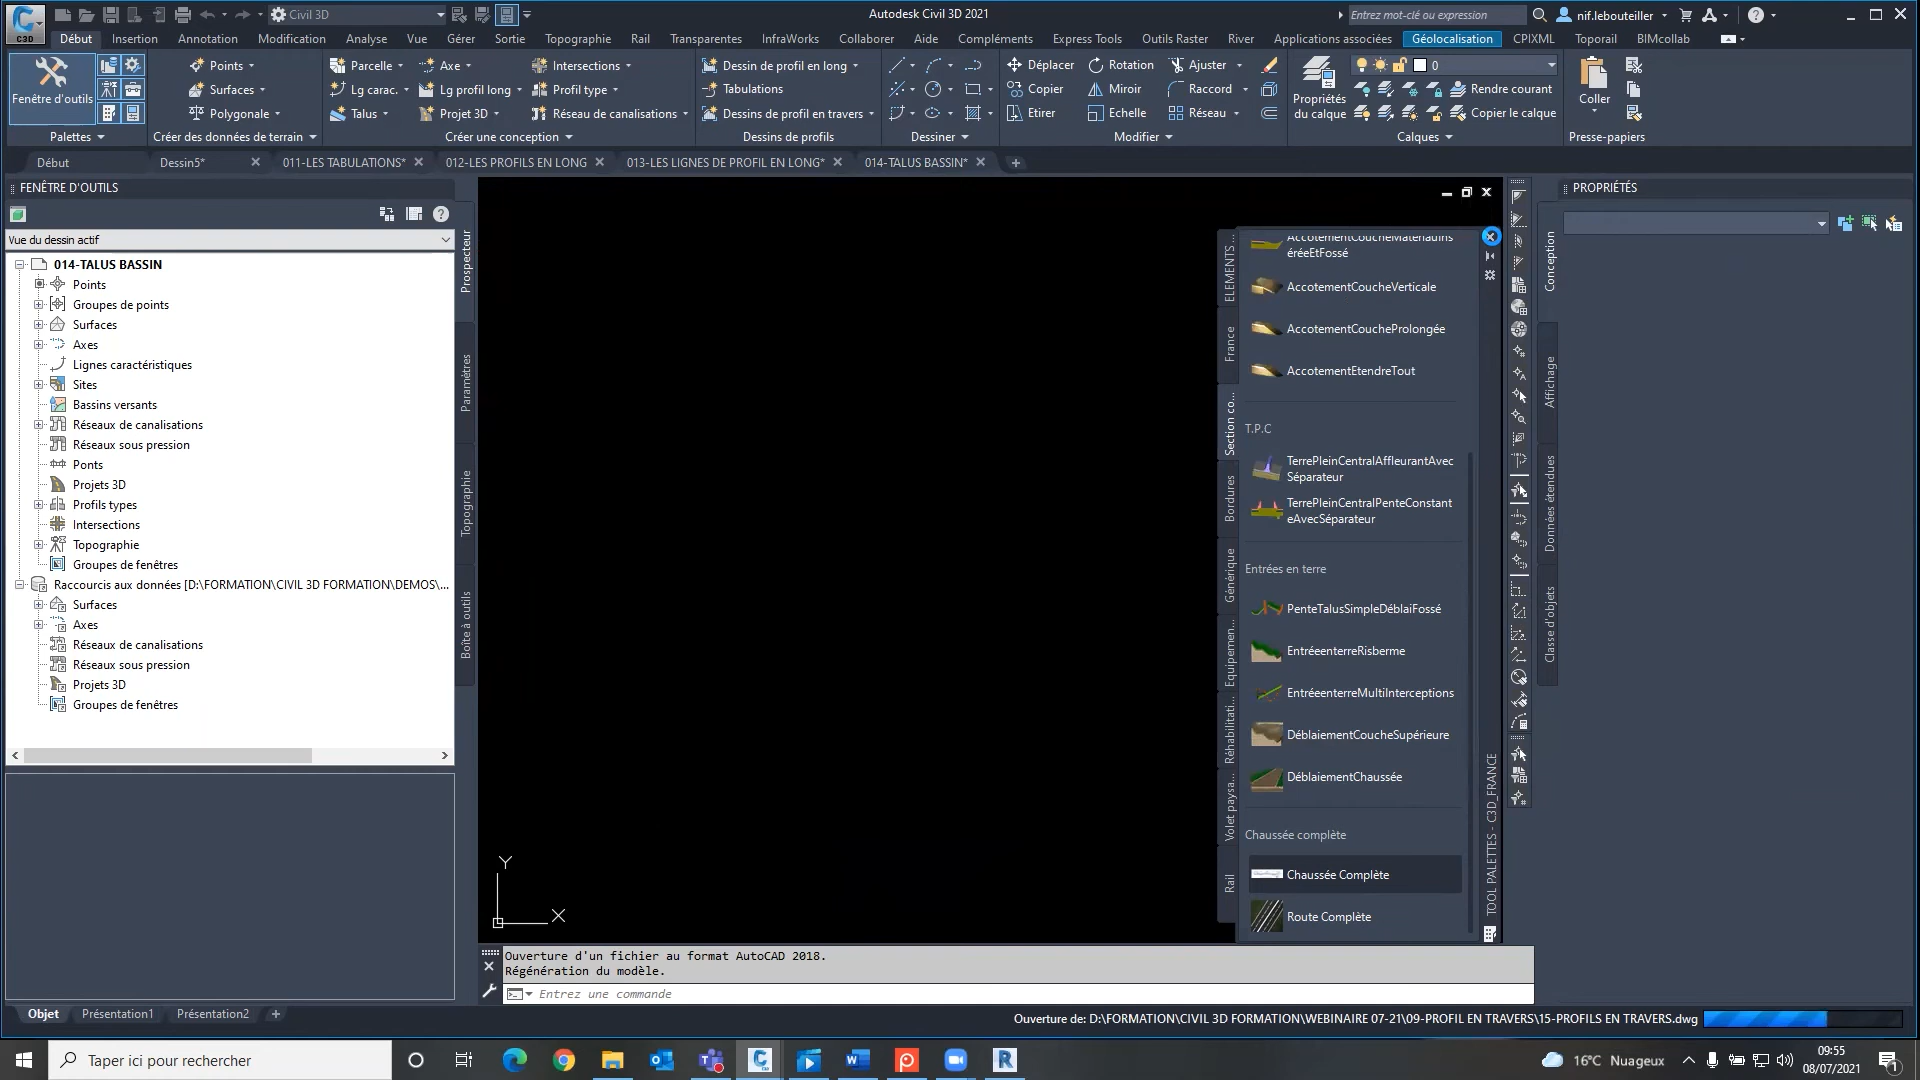 C3D
Civil 3D
Autodesk Civil 3D 2021
Entrez mot-clé ou expression
nif.lebouteiller
Début Insertion Annotation Modification Analyse Vue Gérer Sortie Topographie Rail Transparentes InfraWorks Collaborer Aide Compléments Express Tools Outils Raster River Applications associées Géolocalisation CPIXML Toporail BIMcollab
Fenêtre d'outils
Palettes
Points
Surfaces
Polygonale
Créer des données de terrain
Parcelle Axe Intersections
Lg carac. Lg profil long Profil type
Talus Projet 3D Réseau de canalisations
Créer une conception
Dessin de profil en long
Tabulations
Dessins de profil en travers
Dessins de profils
Dessiner
Déplacer Rotation Ajuster
Copier Miroir Raccord
Etirer Echelle Réseau
Modifier
Propriétés
du calque
0
Rendre courant
Copier le calque
Calques
Coller
Presse-papiers
Début Dessin5* 011-LES TABULATIONS* 012-LES PROFILS EN LONG 013-LES LIGNES DE PROFIL EN LONG* 014-TALUS BASSIN*
FENÊTRE D'OUTILS
Vue du dessin actif
014-TALUS BASSIN
Points
Groupes de points
Surfaces
Axes
Lignes caractéristiques
Sites
Bassins versants
Réseaux de canalisations
Réseaux sous pression
Ponts
Projets 3D
Profils types
Intersections
Topographie
Groupes de fenêtres
Raccourcis aux données [D:\FORMATION\CIVIL 3D FORMATION\DEMOS\...
Surfaces
Axes
Réseaux de canalisations
Réseaux sous pression
Projets 3D
Groupes de fenêtres
Prospecteur
Paramètres
Topographie
Boîte à outils
Y
X
ELEMENTS ...
France
Section co...
Bordures
Générique
Equipemen...
Réhabilitati...
Volet paysa...
Rail
AccotementCoucheMatériauIns
éréeEtFossé
AccotementCoucheVerticale
AccotementCoucheProlongée
AccotementEtendreTout
T.P.C
TerrePleinCentralAffleurantAvec
Séparateur
TerrePleinCentralPenteConstant
eAvecSéparateur
Entrées en terre
PenteTalusSimpleDéblaiFossé
EntréeenterreRisberme
EntréeenterreMultiInterceptions
DéblaiementCoucheSupérieure
DéblaiementChaussée
Chaussée complète
Chaussée Complète
Route Complète
TOOL PALETTES - C3D_FRANCE
PROPRIÉTÉS
Conception
Affichage
Données étendues
Classe d'objets
Ouverture d'un fichier au format AutoCAD 2018.
Régénération du modèle.
Entrez une commande
Objet Présentation1 Présentation2
Ouverture de: D:\FORMATION\CIVIL 3D FORMATION\WEBINAIRE 07-21\09-PROFIL EN TRAVERS\15-PROFILS EN TRAVERS.dwg
Taper ici pour rechercher
16°C Nuageux
09:55
08/07/2021
1